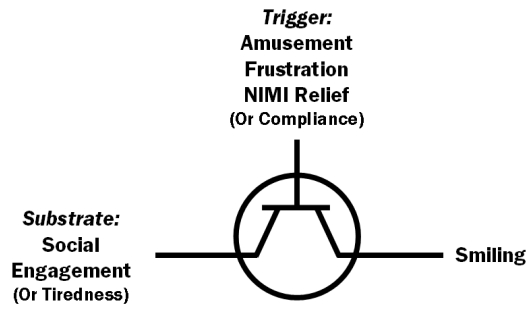 Trigger:
Amusement
Frustration
NIMI Relief
(Or Compliance)
Substrate:
Social
Engagement
(Or Tiredness)
Smiling